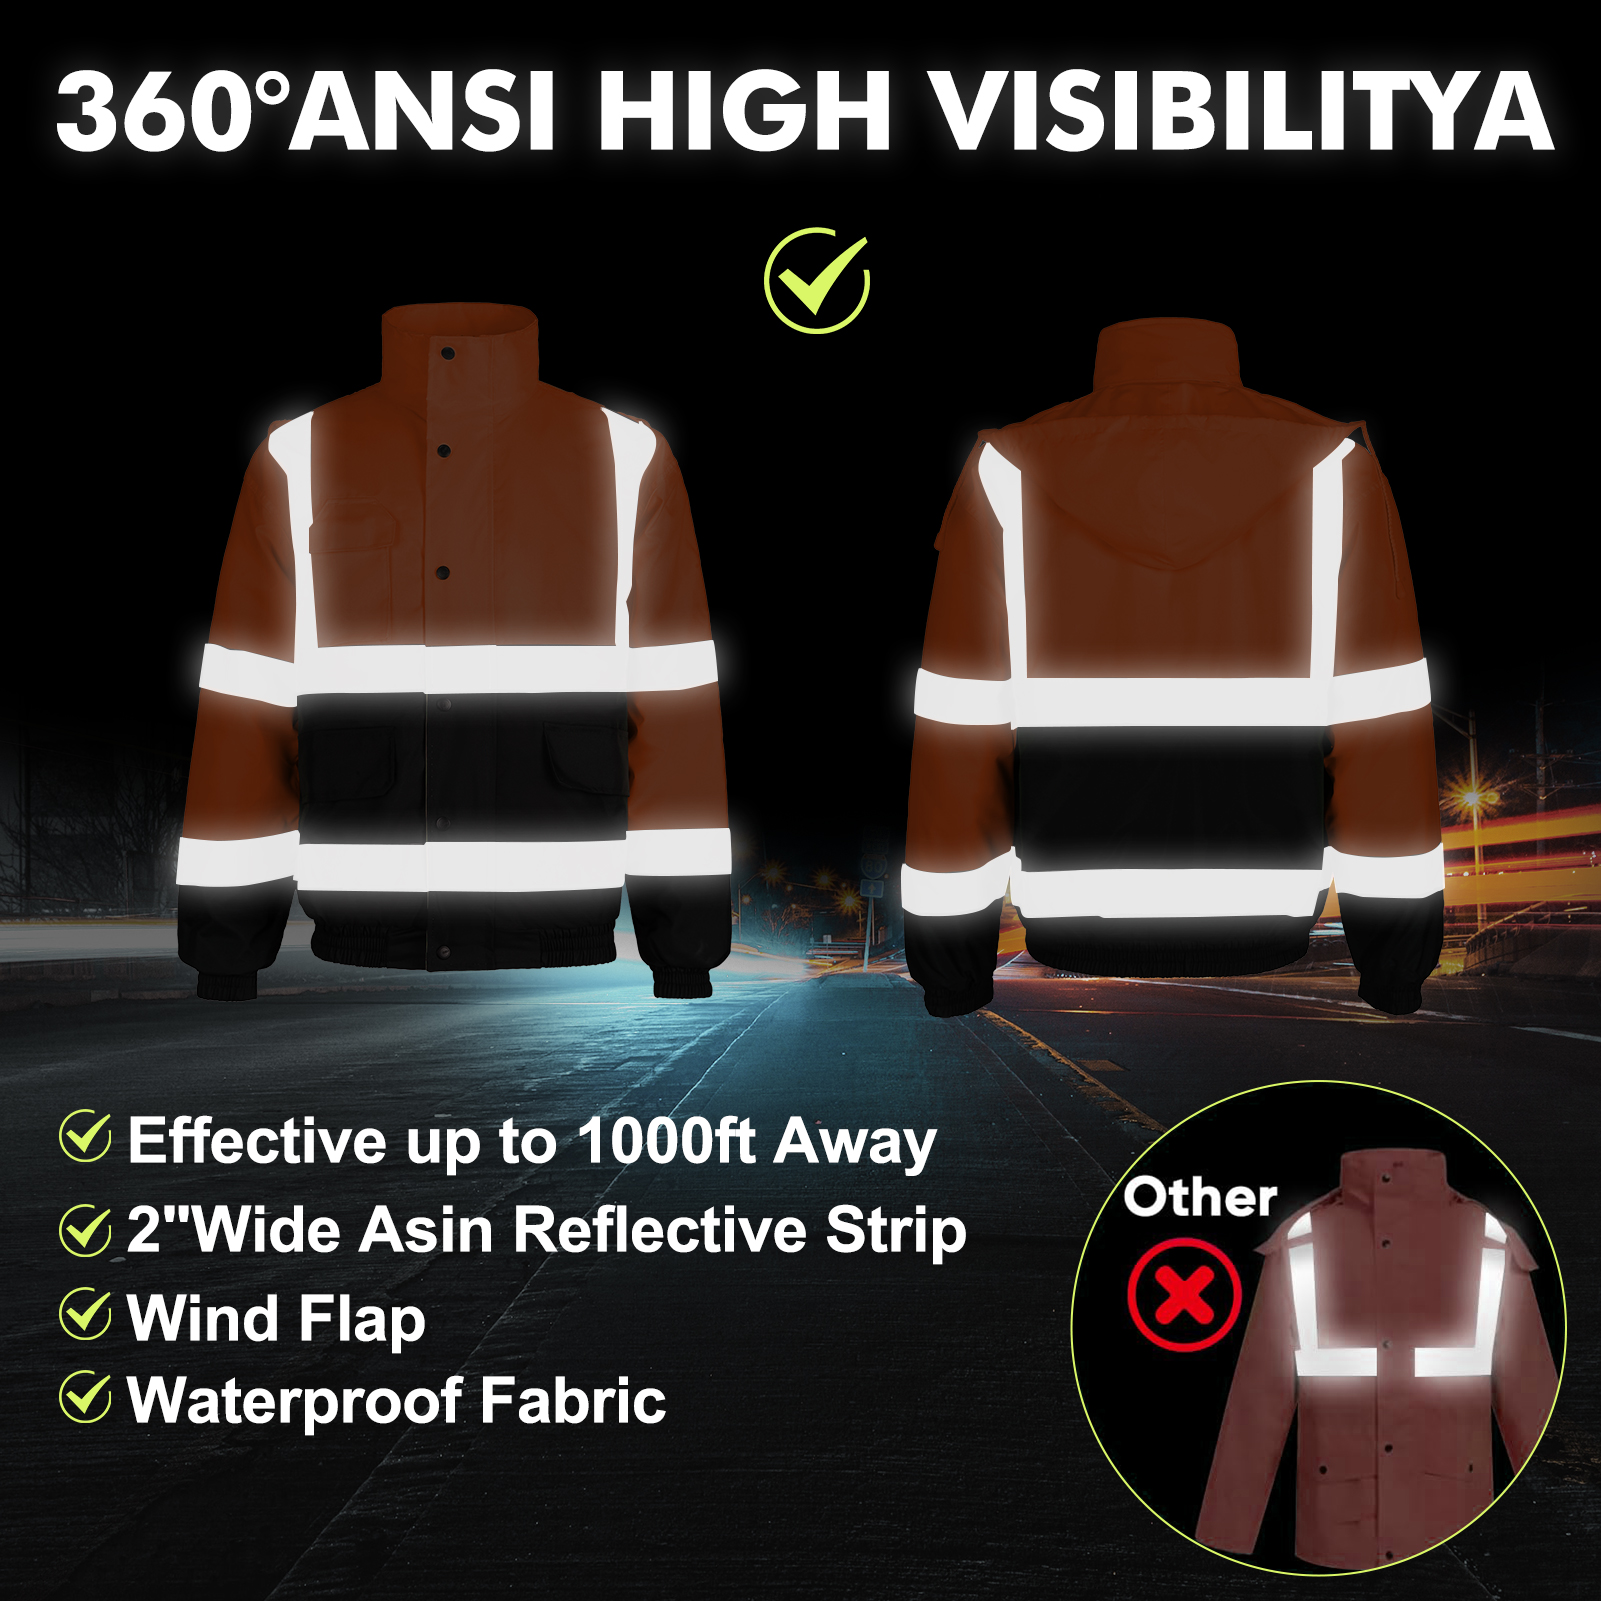 360°ANSI HIGH VISIBILITYA
Effective up to 1000ft Away
2"Wide Asin Reflective Strip
Wind Flap
Waterproof Fabric
Other